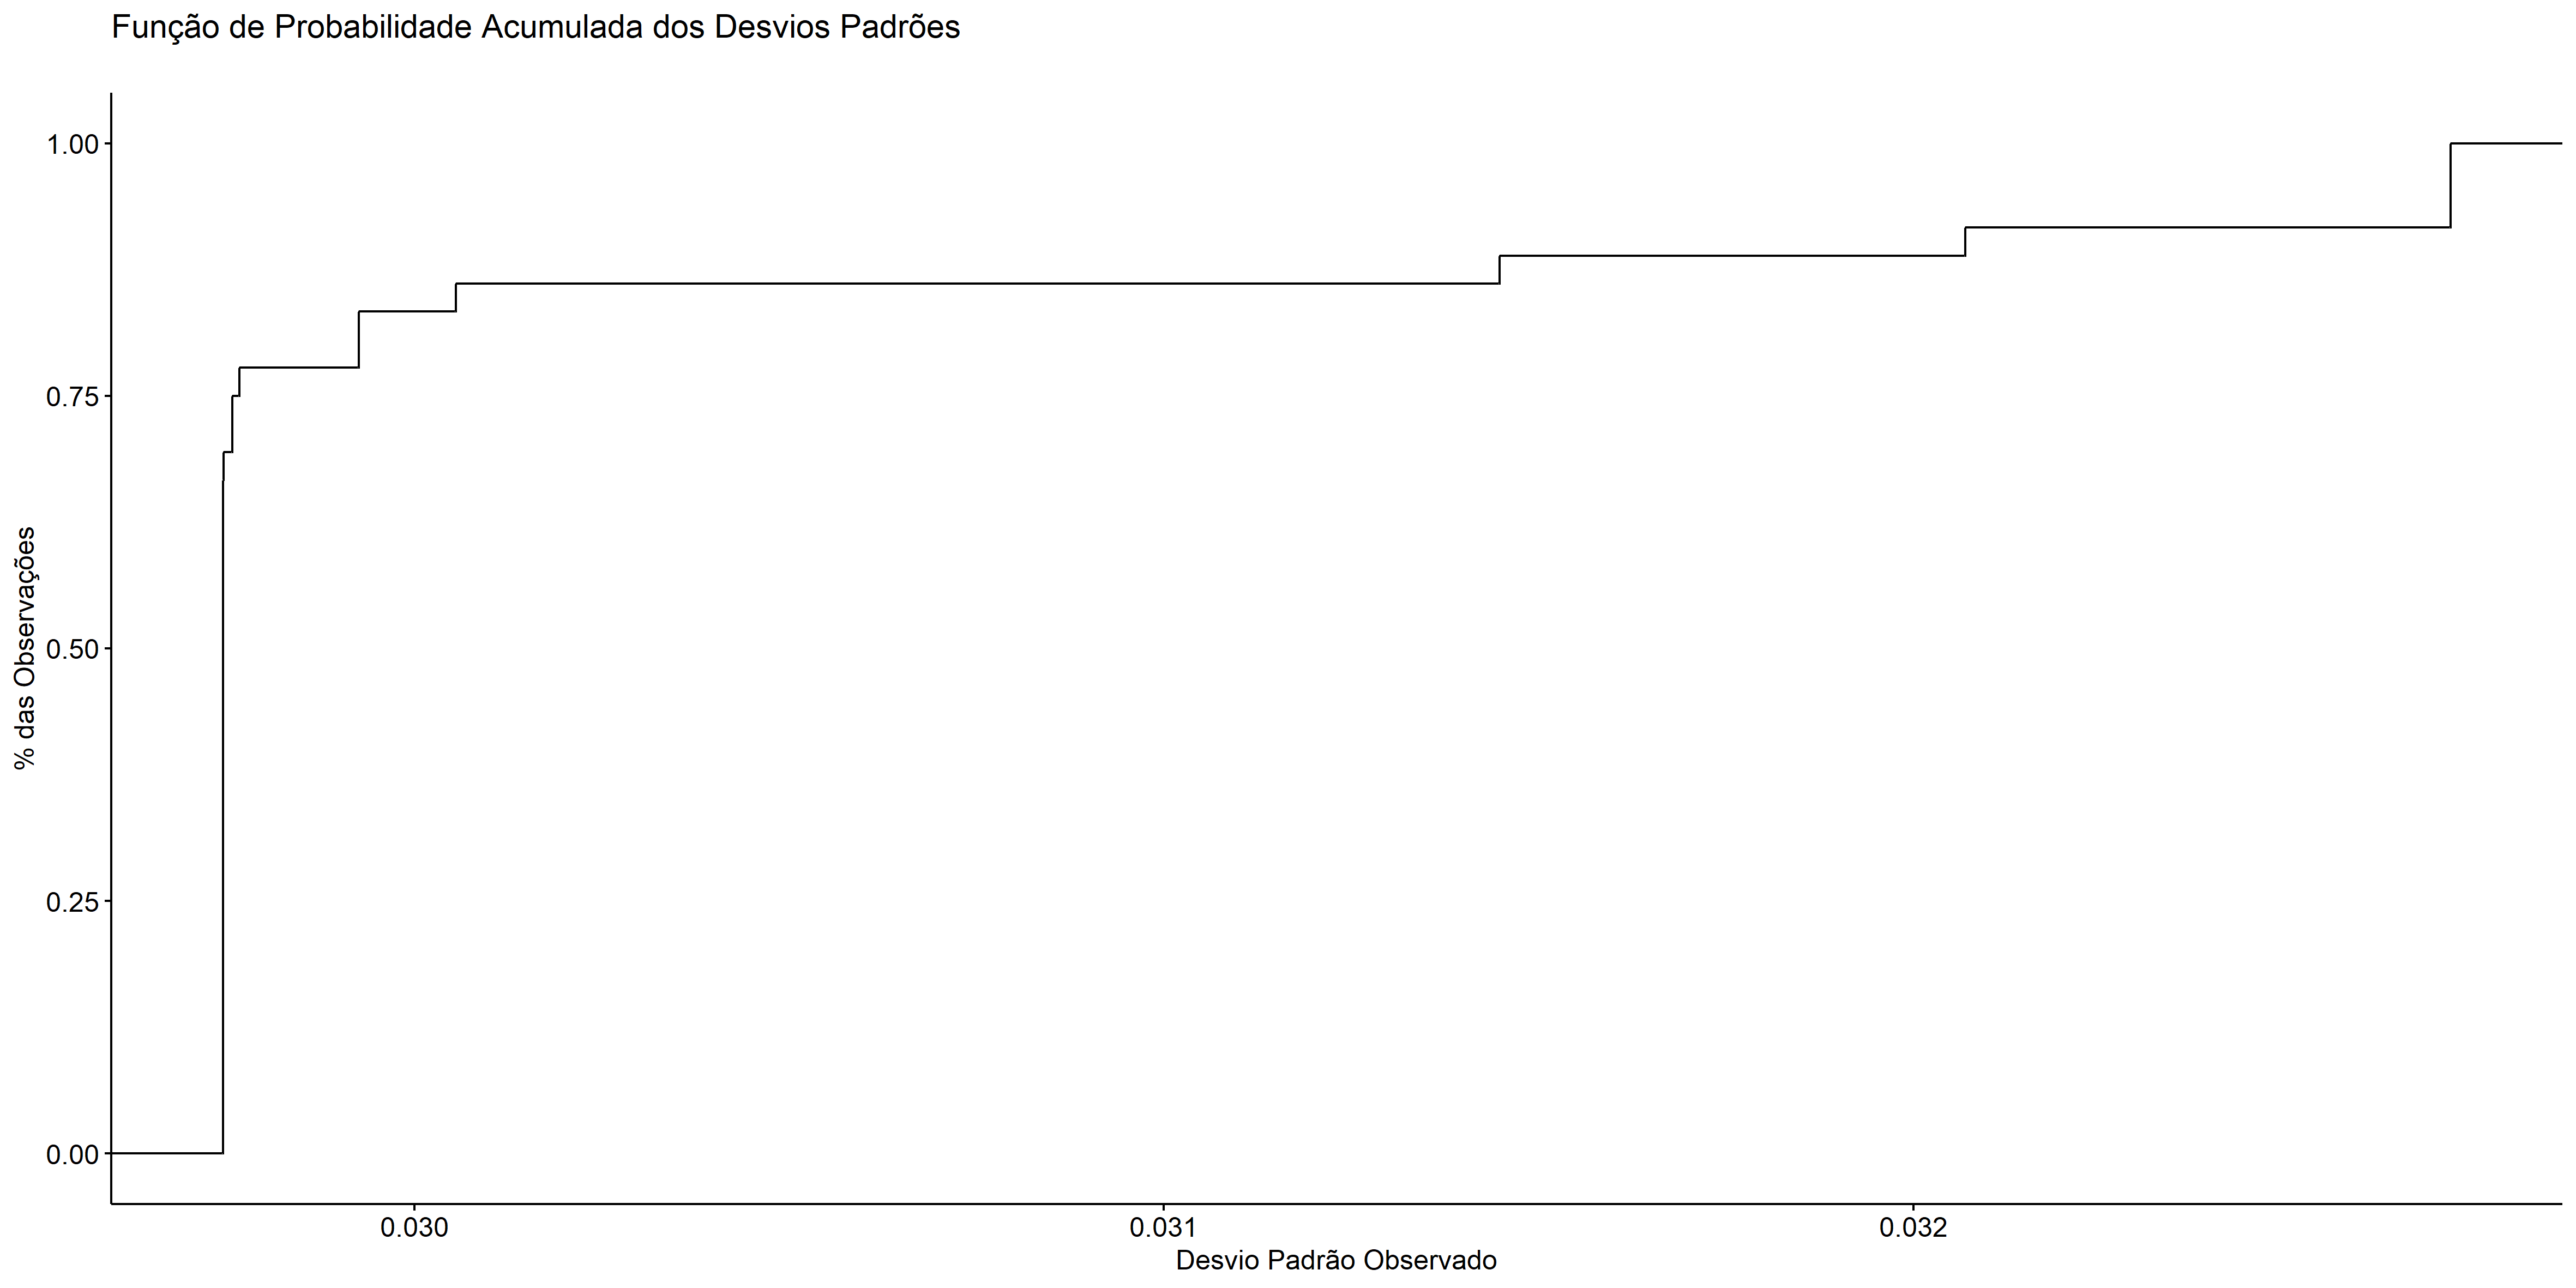 Função de Probabilidade Acumulada dos Desvios Padrões
1.00
0.75
0.50
0.25
0.00
% das Observações
0.030 0.031 0.032
Desvio Padrão Observado